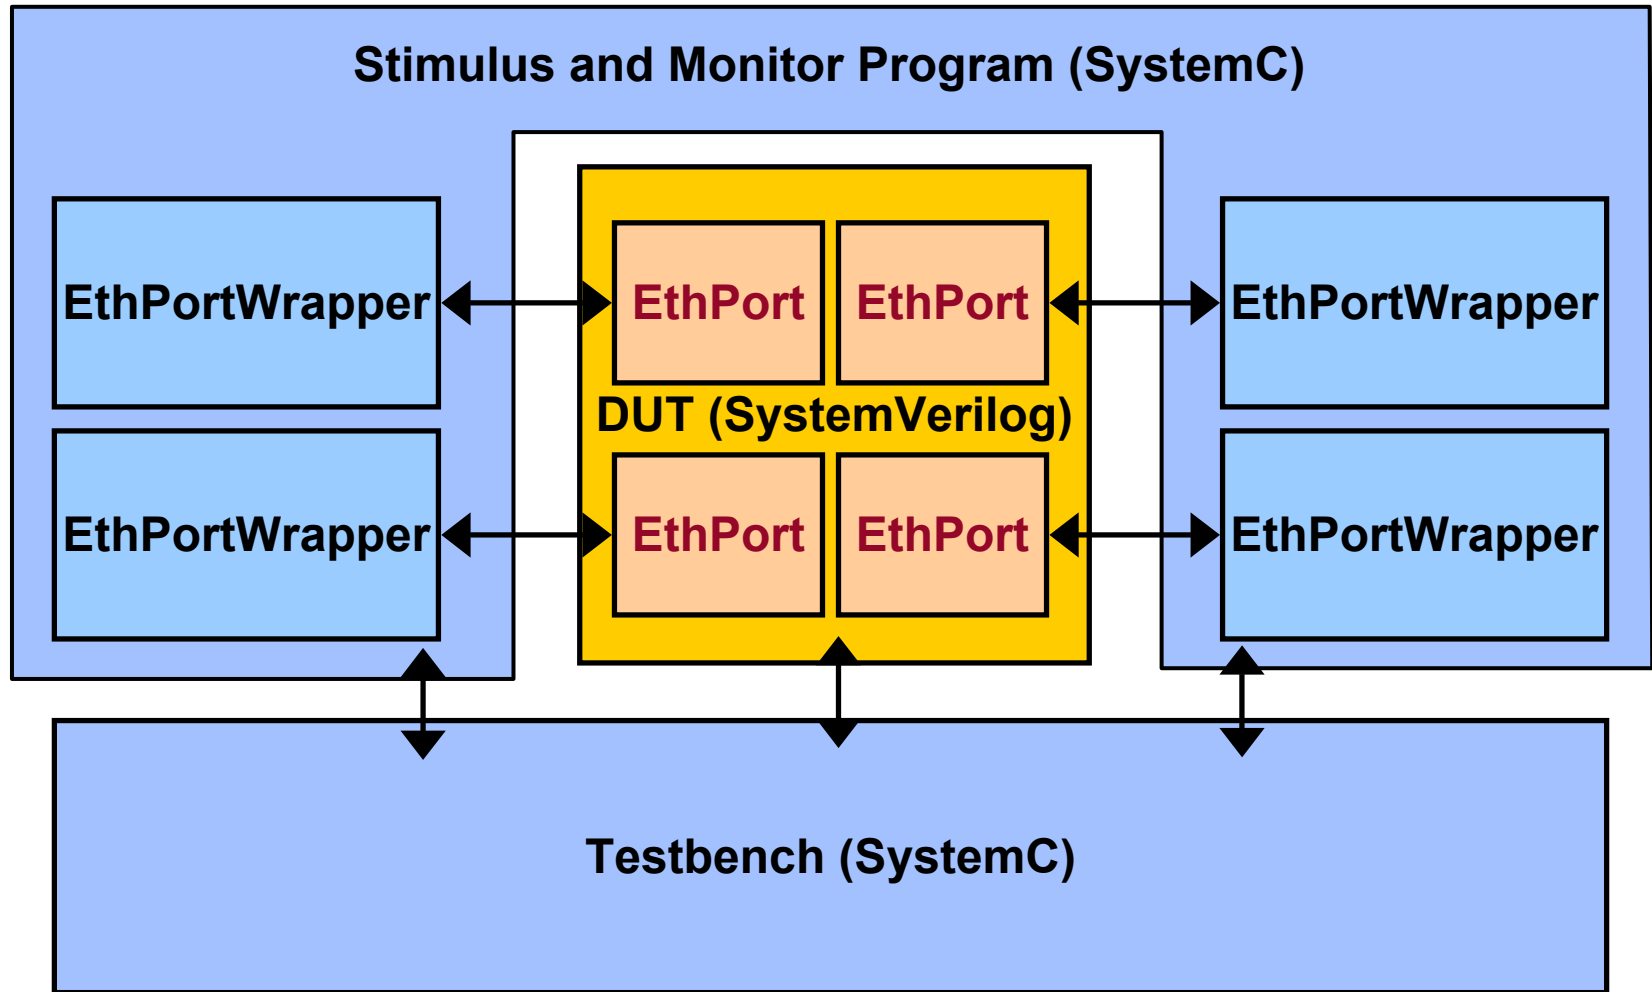 Stimulus and Monitor Program (SystemC)
EthPortWrapper
EthPort
EthPort
EthPortWrapper
DUT (SystemVerilog)
EthPortWrapper
EthPort
EthPort
EthPortWrapper
Testbench (SystemC)